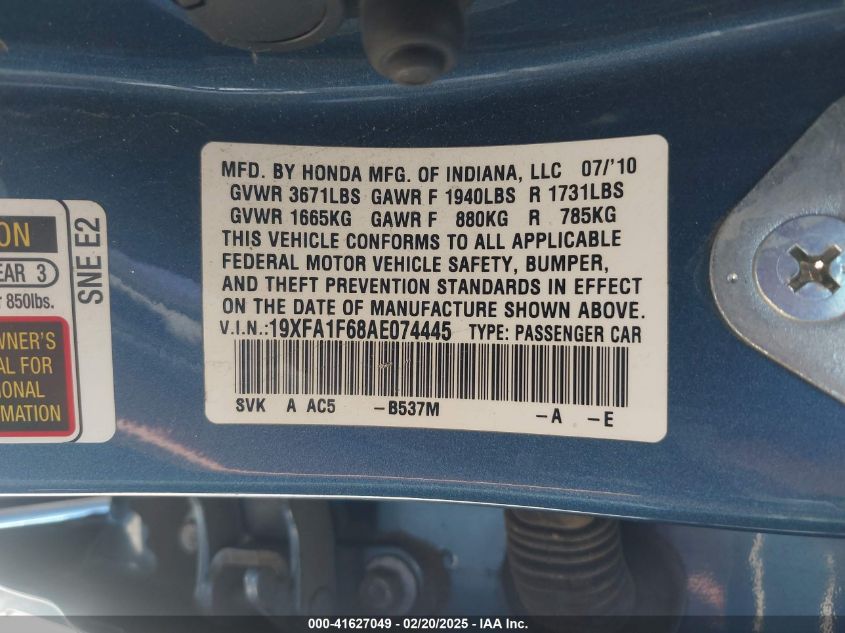 MFD. BY HONDA MFG. OF INDIANA, LLC 07/'10
GVWR 3671LBS GAWR F 1940LBS R 1731LBS
GVWR 1665KG GAWR F 880KG R 785KG
THIS VEHICLE CONFORMS TO ALL APPLICABLE
FEDERAL MOTOR VEHICLE SAFETY, BUMPER,
AND THEFT PREVENTION STANDARDS IN EFFECT
ON THE DATE OF MANUFACTURE SHOWN ABOVE.
V.I.N.:19XFA1F68AE074445 TYPE: PASSENGER CAR
SVK A AC5 -B537M -A -E
ON
EAR 3
850lbs.
SNE E2
WNER'S
AL FOR
IONAL
RMATION
000-41627049 - 02/20/2025 - IAA Inc.